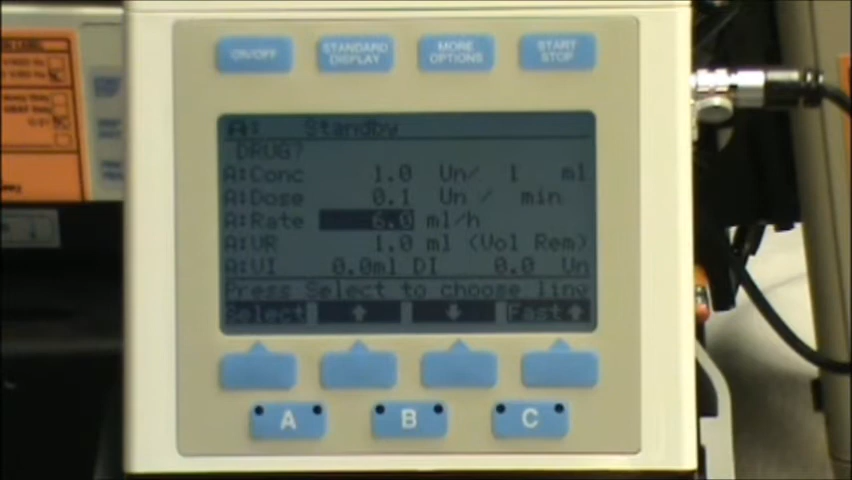 ON/OFF
STANDARD DISPLAY
MORE OPTIONS
START STOP
A: Standby
DRUG?
A:Conc 1.0 Un/ 1 ml
A:Dose 0.1 Un / min
A:Rate 6.0 ml/h
A:VR 1.0 ml (Vol Rem)
A:VI 0.0ml DI 0.0 Un
Press Select to choose line
Select ↑ ↓ Fast↑
A B C